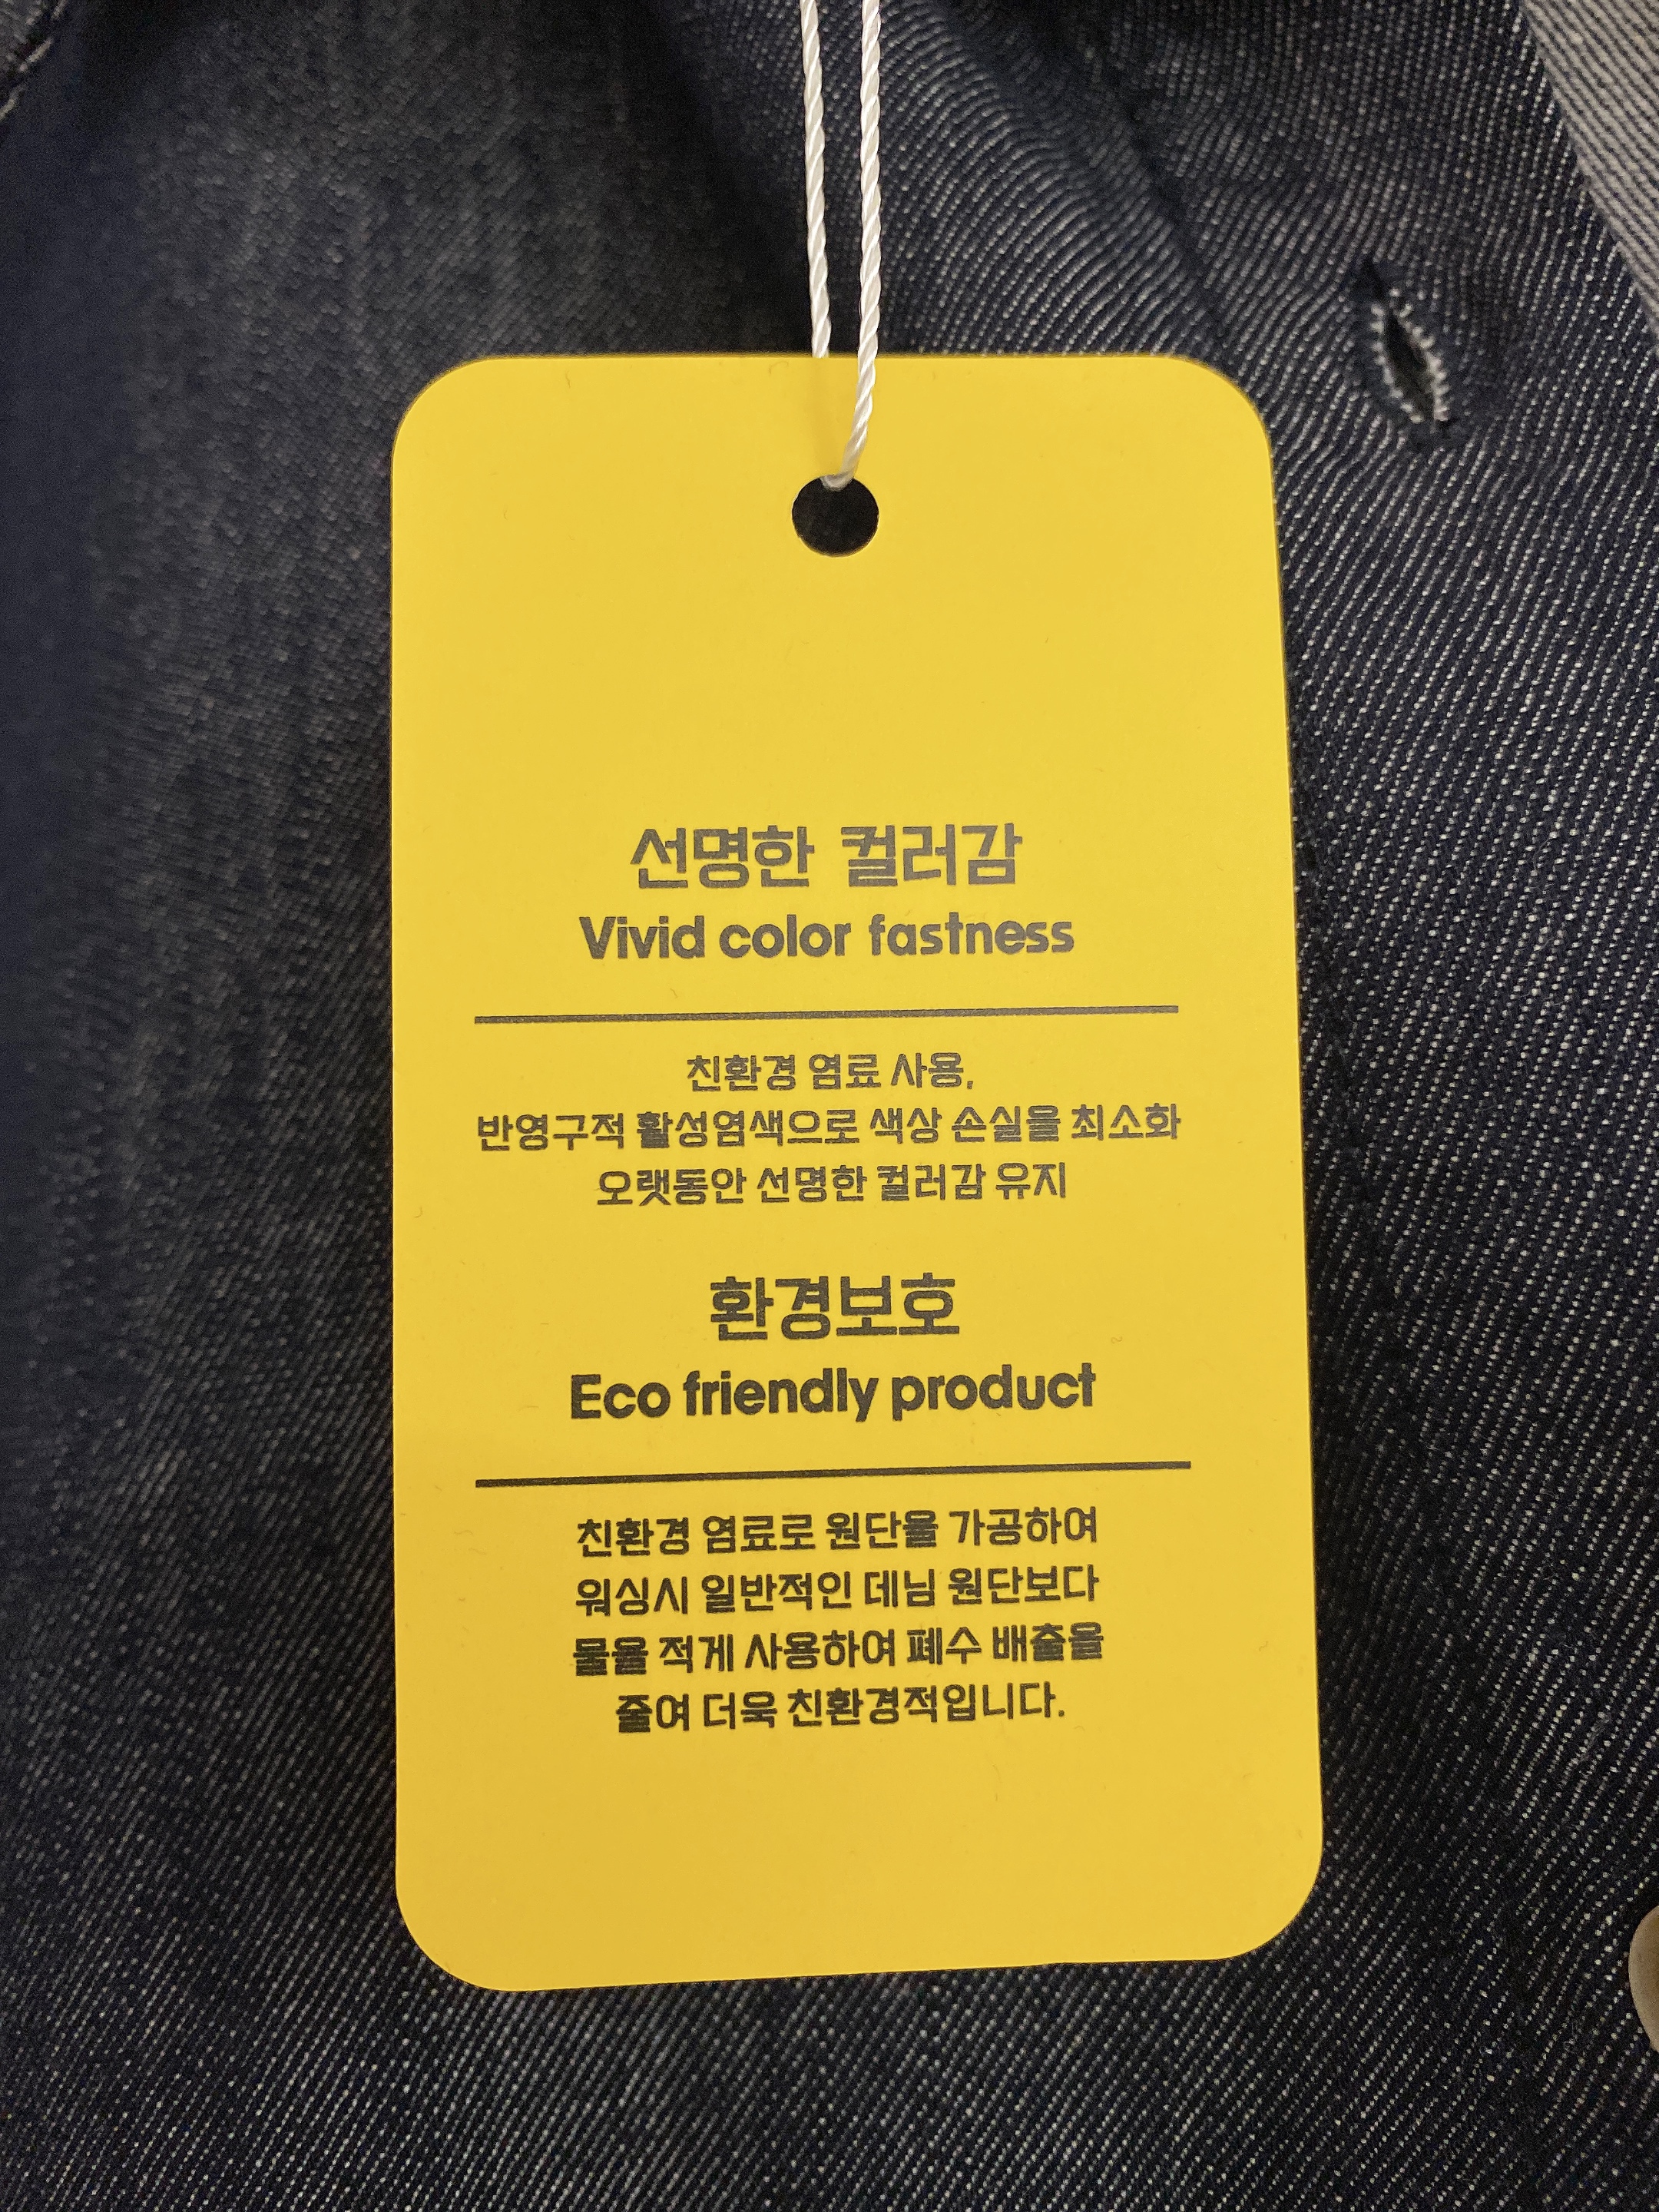 선명한 컬러감
Vivid color fastness
친환경 염료 사용,
반영구적 활성염색으로 색상 손실을 최소화
오랫동안 선명한 컬러감 유지
환경보호
Eco friendly product
친환경 염료로 원단을 가공하여
워싱시 일반적인 데님 원단보다
물을 적게 사용하여 폐수 배출을
줄여 더욱 친환경적입니다.